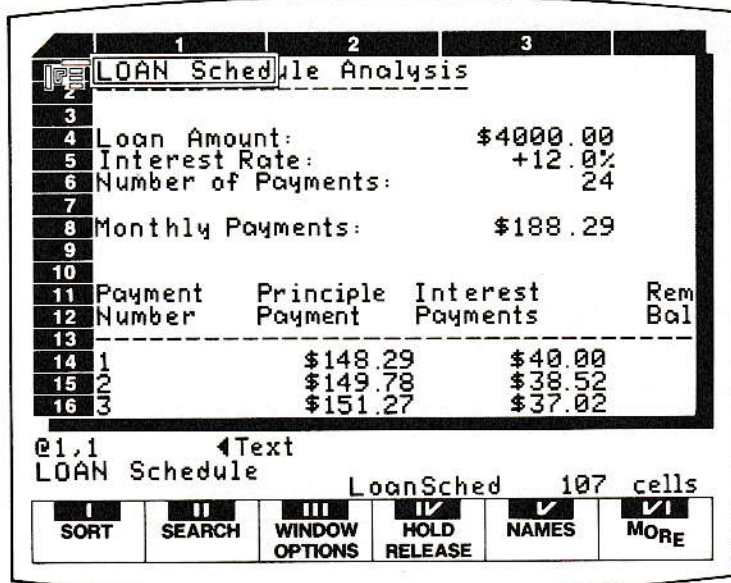 1 2 3
LOAN Schedule Analysis
2
3
4 Loan Amount: $4000.00
5 Interest Rate: +12.0%
6 Number of Payments: 24
7
8 Monthly Payments: $188.29
9
10
11 Payment Principle Interest Rem
12 Number Payment Payments Bal
13
14 1 $148.29 $40.00
15 2 $149.78 $38.52
16 3 $151.27 $37.02
@1,1 ◀Text
LOAN Schedule
LoanSched 107 cells
I II III IV V VI
SORT SEARCH WINDOW OPTIONS HOLD RELEASE NAMES MORE